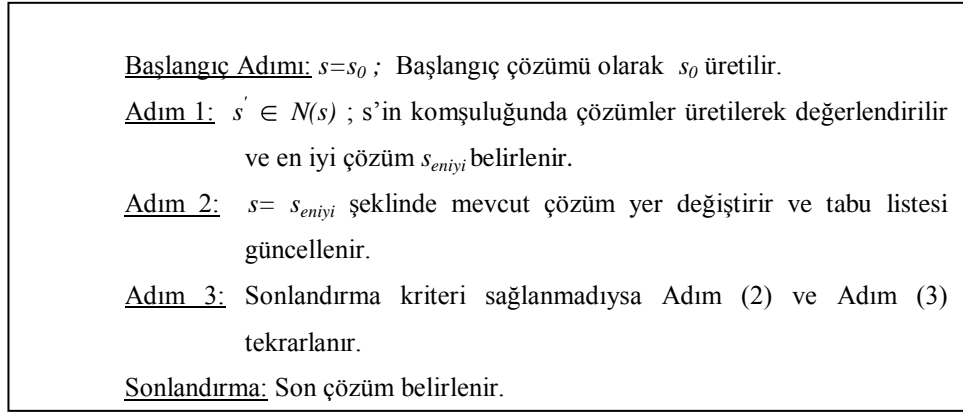 Başlangıç Adımı: s=s0 ; Başlangıç çözümü olarak s0 üretilir.
Adım 1: s' ∈ N(s) ; s’in komşuluğunda çözümler üretilerek değerlendirilir
ve en iyi çözüm seniyi belirlenir.
Adım 2: s= seniyi şeklinde mevcut çözüm yer değiştirir ve tabu listesi
güncellenir.
Adım 3: Sonlandırma kriteri sağlanmadıysa Adım (2) ve Adım (3)
tekrarlanır.
Sonlandırma: Son çözüm belirlenir.